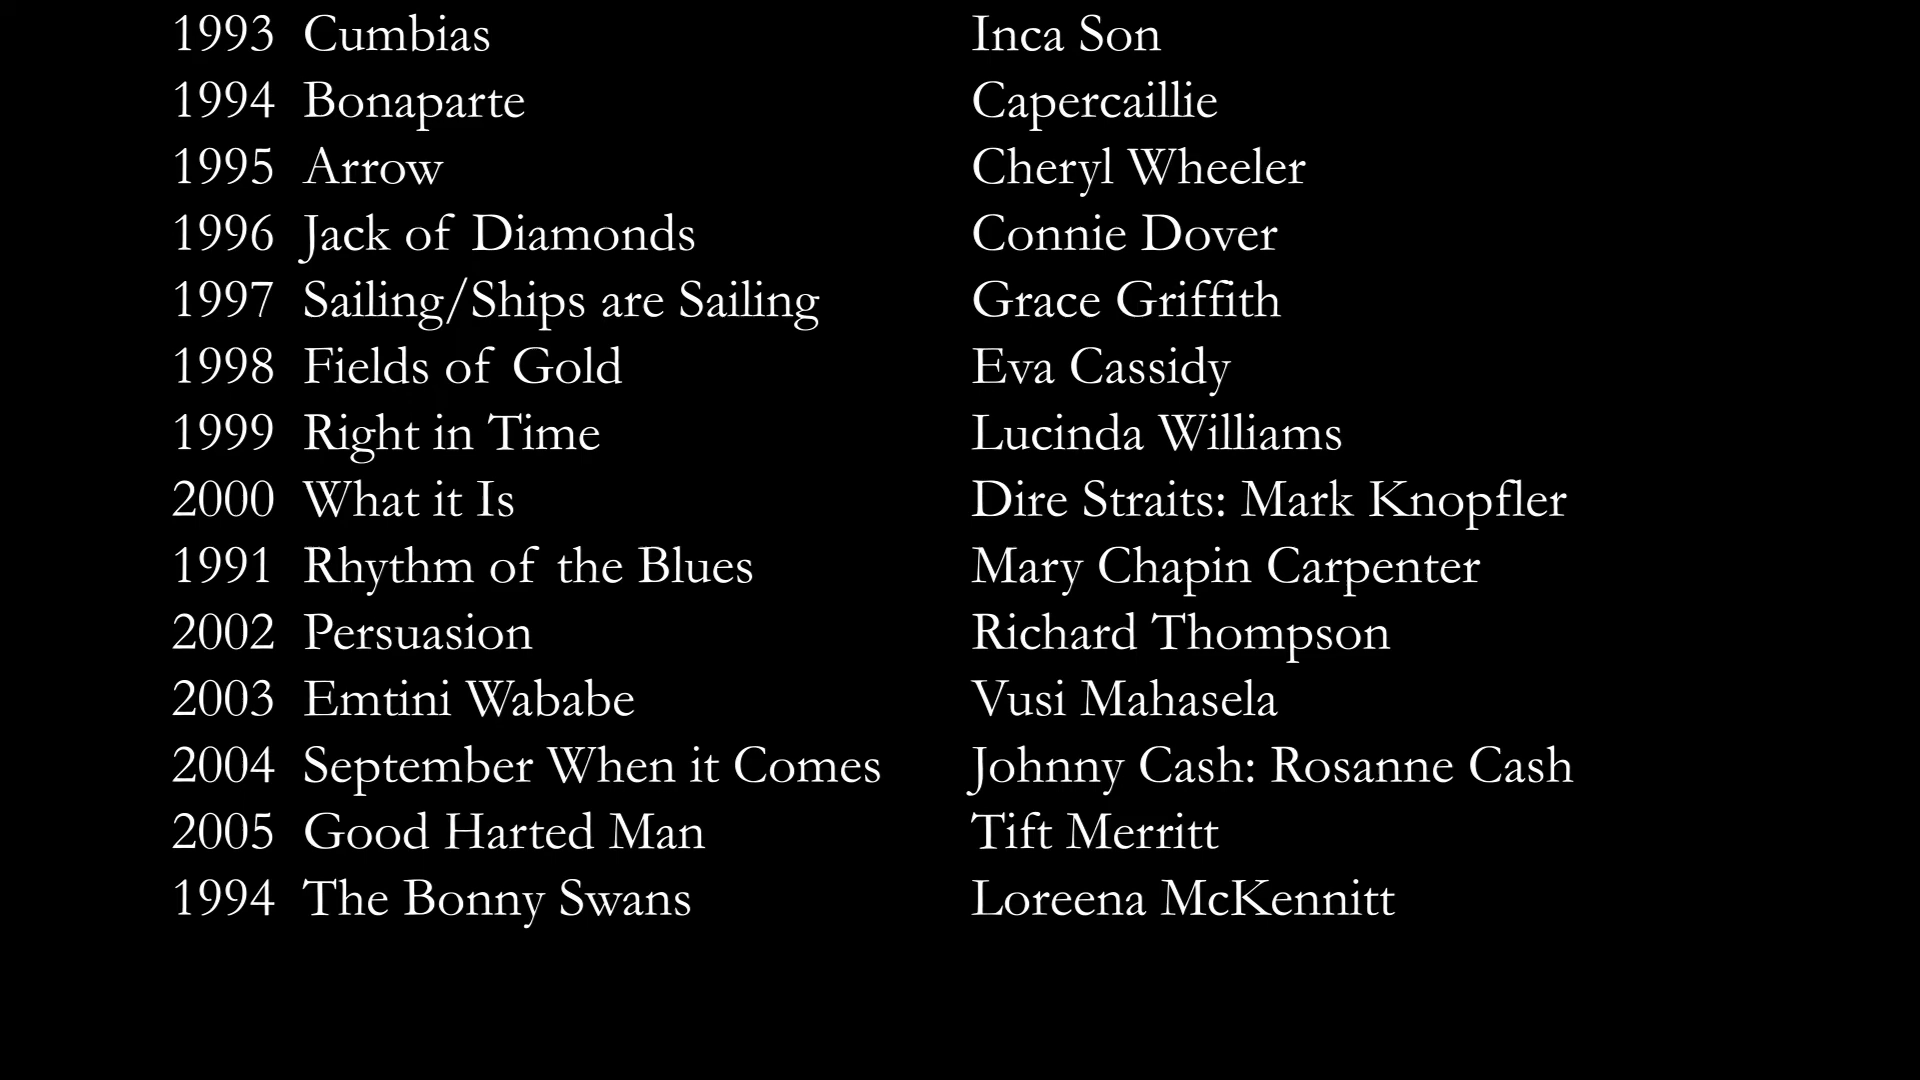 1993 Cumbias Inca Son
1994 Bonaparte Capercaillie
1995 Arrow Cheryl Wheeler
1996 Jack of Diamonds Connie Dover
1997 Sailing/Ships are Sailing Grace Griffith
1998 Fields of Gold Eva Cassidy
1999 Right in Time Lucinda Williams
2000 What it Is Dire Straits: Mark Knopfler
1991 Rhythm of the Blues Mary Chapin Carpenter
2002 Persuasion Richard Thompson
2003 Emtini Wababe Vusi Mahasela
2004 September When it Comes Johnny Cash: Rosanne Cash
2005 Good Harted Man Tift Merritt
1994 The Bonny Swans Loreena McKennitt